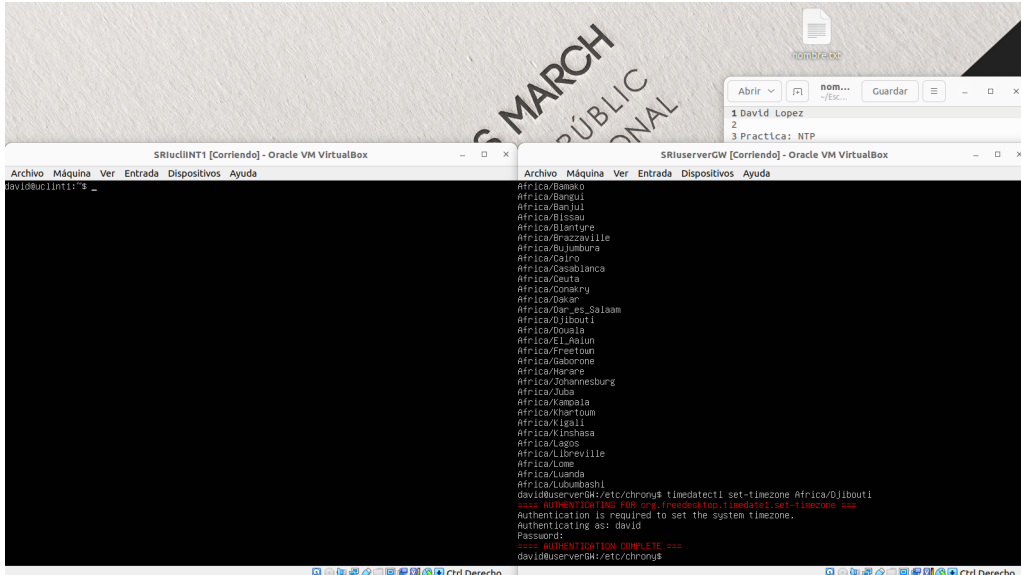 S MARCH
PÚBLIC
IONAL
nombre.txt
Abrir
nom...
~/Esc...
Guardar
1 David Lopez
2
3 Practica: NTP
SRIucliINT1 [Corriendo] - Oracle VM VirtualBox
Archivo Máquina Ver Entrada Dispositivos Ayuda
david@uclint1:~$ _
Ctrl Derecho
SRIuserverGW [Corriendo] - Oracle VM VirtualBox
Archivo Máquina Ver Entrada Dispositivos Ayuda
Africa/Bamako
Africa/Bangui
Africa/Banjul
Africa/Bissau
Africa/Blantyre
Africa/Brazzaville
Africa/Bujumbura
Africa/Cairo
Africa/Casablanca
Africa/Ceuta
Africa/Conakry
Africa/Dakar
Africa/Dar_es_Salaam
Africa/Djibouti
Africa/Douala
Africa/El_Aaiun
Africa/Freetown
Africa/Gaborone
Africa/Harare
Africa/Johannesburg
Africa/Juba
Africa/Kampala
Africa/Khartoum
Africa/Kigali
Africa/Kinshasa
Africa/Lagos
Africa/Libreville
Africa/Lome
Africa/Luanda
Africa/Lubumbashi
david@userverGW:/etc/chrony$ timedatectl set-timezone Africa/Djibouti
==== AUTHENTICATING FOR org.freedesktop.timedate1.set-timezone ===
Authentication is required to set the system timezone.
Authenticating as: david
Password:
==== AUTHENTICATION COMPLETE ===
david@userverGW:/etc/chrony$
Ctrl Derecho